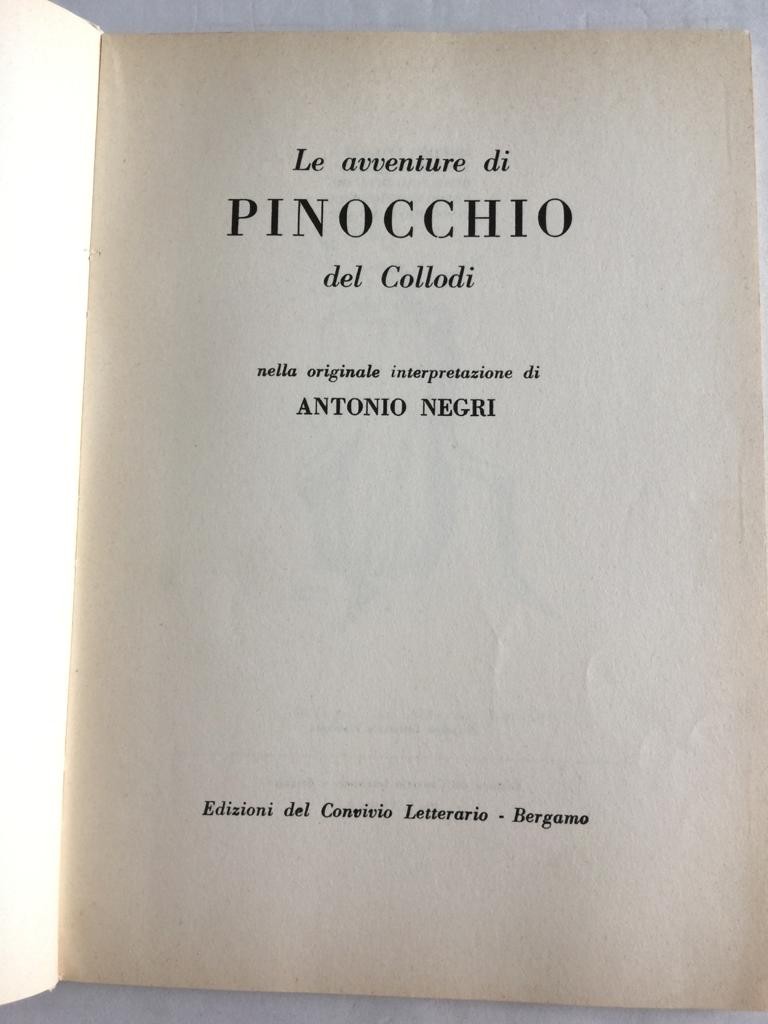 Le avventure di
PINOCCHIO
del Collodi
nella originale interpretazione di
ANTONIO NEGRI
Edizioni del Convivio Letterario - Bergamo